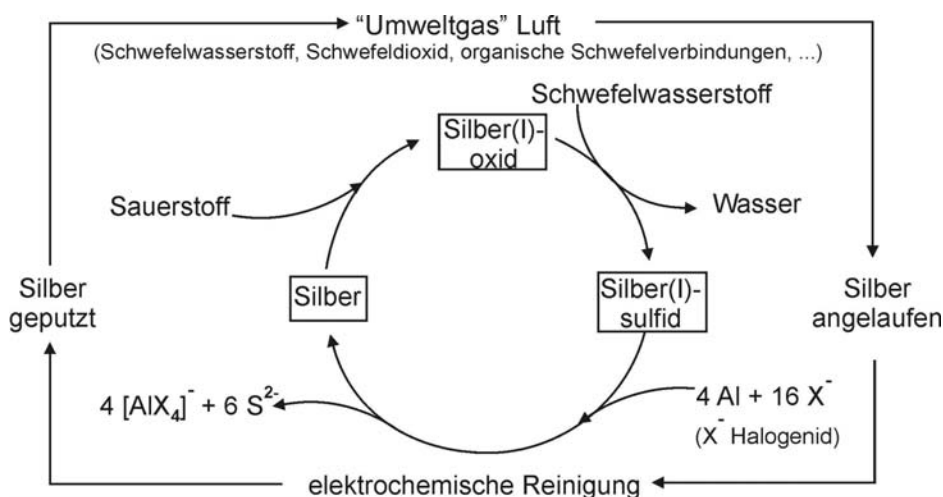 “Umweltgas” Luft
(Schwefelwasserstoff, Schwefeldioxid, organische Schwefelverbindungen, ...)
Schwefelwasserstoff
Silber(I)-
oxid
Sauerstoff
Wasser
Silber
geputzt
Silber
Silber(I)-
sulfid
Silber
angelaufen
4 [AlX₄]⁻ + 6 S²⁻
4 Al + 16 X⁻
(X⁻ Halogenid)
elektrochemische Reinigung